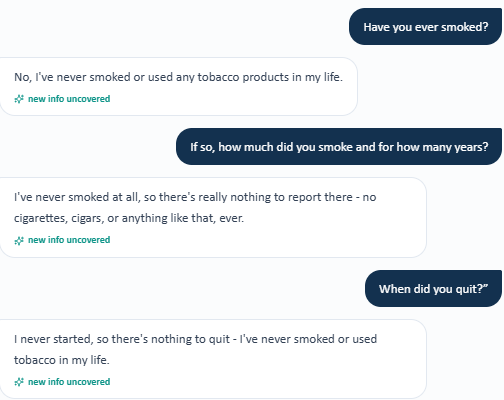 Have you ever smoked?
No, I've never smoked or used any tobacco products in my life.
new info uncovered
If so, how much did you smoke and for how many years?
I've never smoked at all, so there's really nothing to report there - no
cigarettes, cigars, or anything like that, ever.
new info uncovered
When did you quit?”
I never started, so there's nothing to quit - I've never smoked or used
tobacco in my life.
new info uncovered